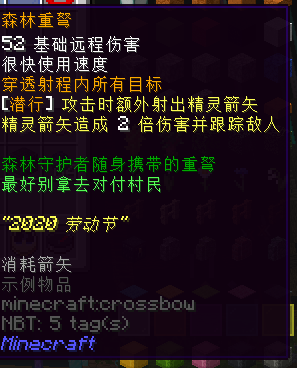 森林重弩
52 基础远程伤害
很快使用速度
穿透射程内所有目标
[潜行] 攻击时额外射出精灵箭矢
精灵箭矢造成 2 倍伤害并跟踪敌人
森林守护者随身携带的重弩
最好别拿去对付村民
"2020 劳动节"
消耗箭矢
示例物品
minecraft:crossbow
NBT: 5 tag(s)
Minecraft